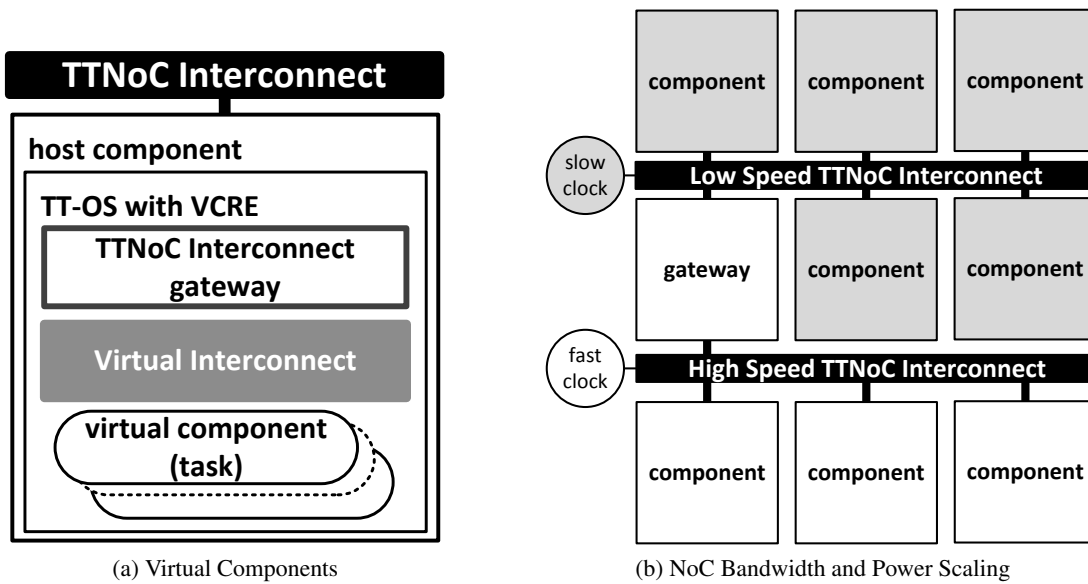 TTNoC Interconnect
host component
TT-OS with VCRE
TTNoC Interconnect
gateway
Virtual Interconnect
virtual component
(task)
(a) Virtual Components
component
component
component
slow
clock
Low Speed TTNoC Interconnect
gateway
component
component
fast
clock
High Speed TTNoC Interconnect
component
component
component
(b) NoC Bandwidth and Power Scaling